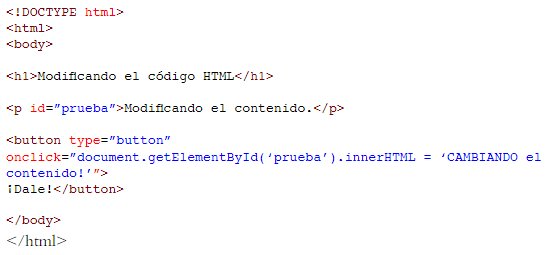 <!DOCTYPE html>
<html>
<body>
<h1>Modificando el código HTML</h1>
<p id="prueba”>Modificando el contenido.</p>
<button type=”button”
onclick=”document.getElementById(‘prueba’).innerHTML = ‘CAMBIANDO el
contenido!’”>
¡Dale!</button>
</body>
</html>